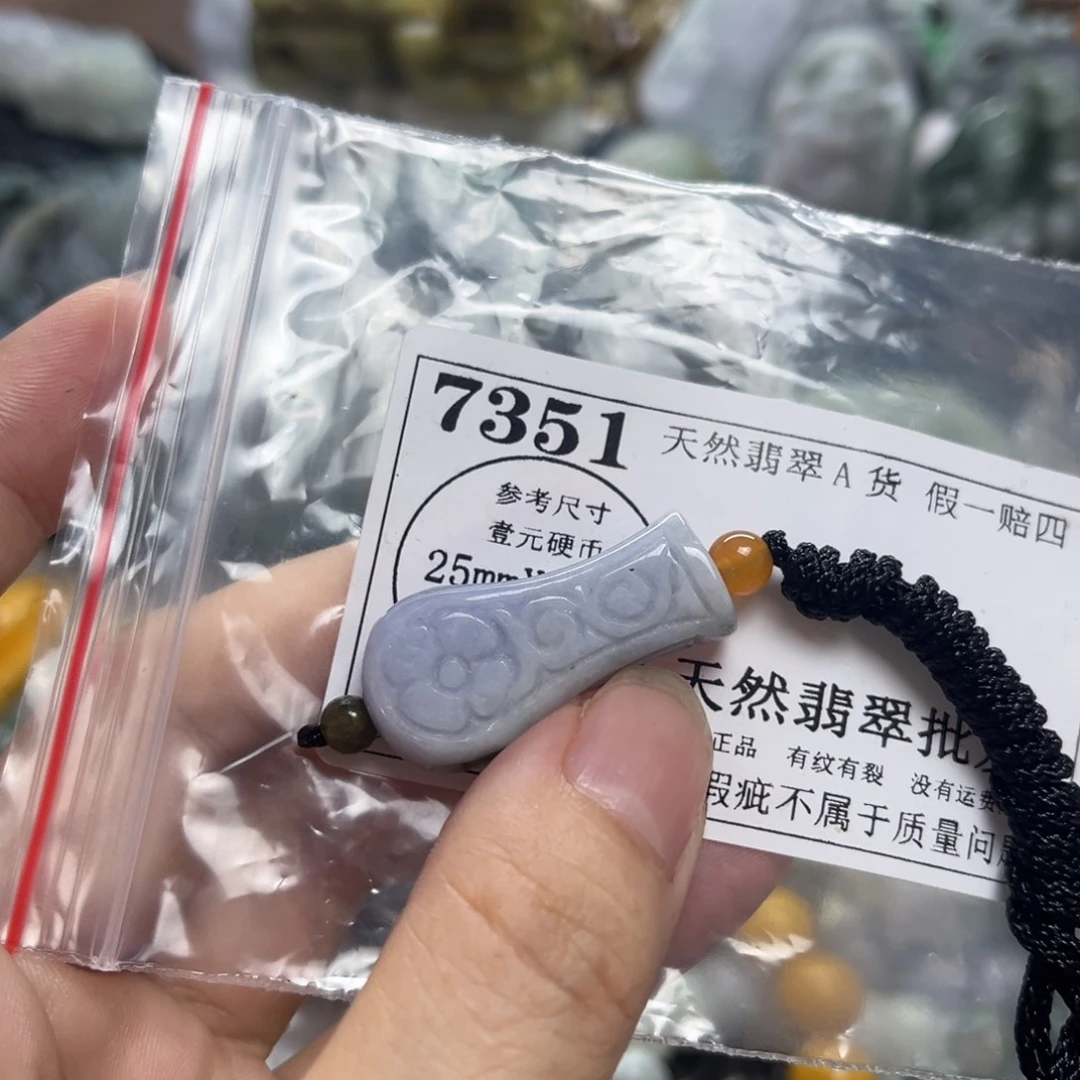 7351
天然翡翠A货 假一赔四
参考尺寸
壹元硬币
25mm
天然翡翠批
正品 有纹有裂 没有运费
瑕疵不属于质量问